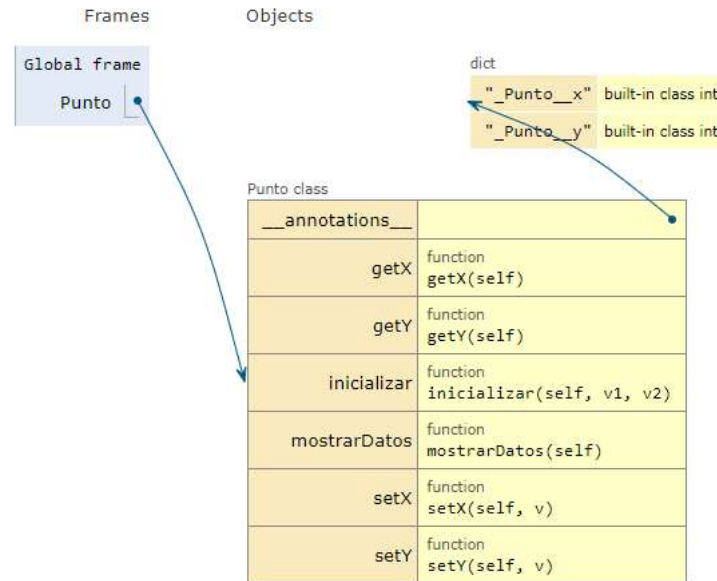 Frames Objects
Global frame
Punto
dict
"_Punto__x" built-in class int
"_Punto__y" built-in class int
Punto class
__annotations__
getX function
getX(self)
getY function
getY(self)
inicializar function
inicializar(self, v1, v2)
mostrarDatos function
mostrarDatos(self)
setX function
setX(self, v)
setY function
setY(self, v)